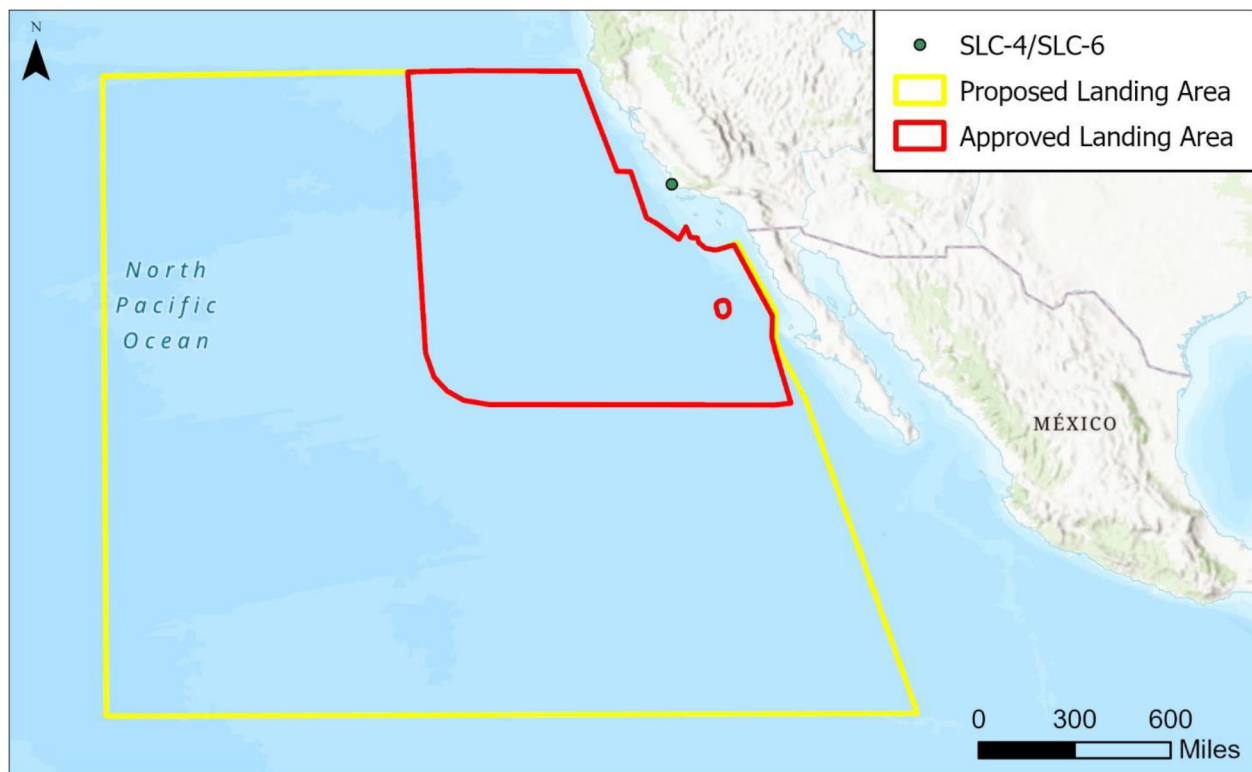 N
SLC-4/SLC-6
Proposed Landing Area
Approved Landing Area
North
Pacific
Ocean
MÉXICO
0 300 600
Miles